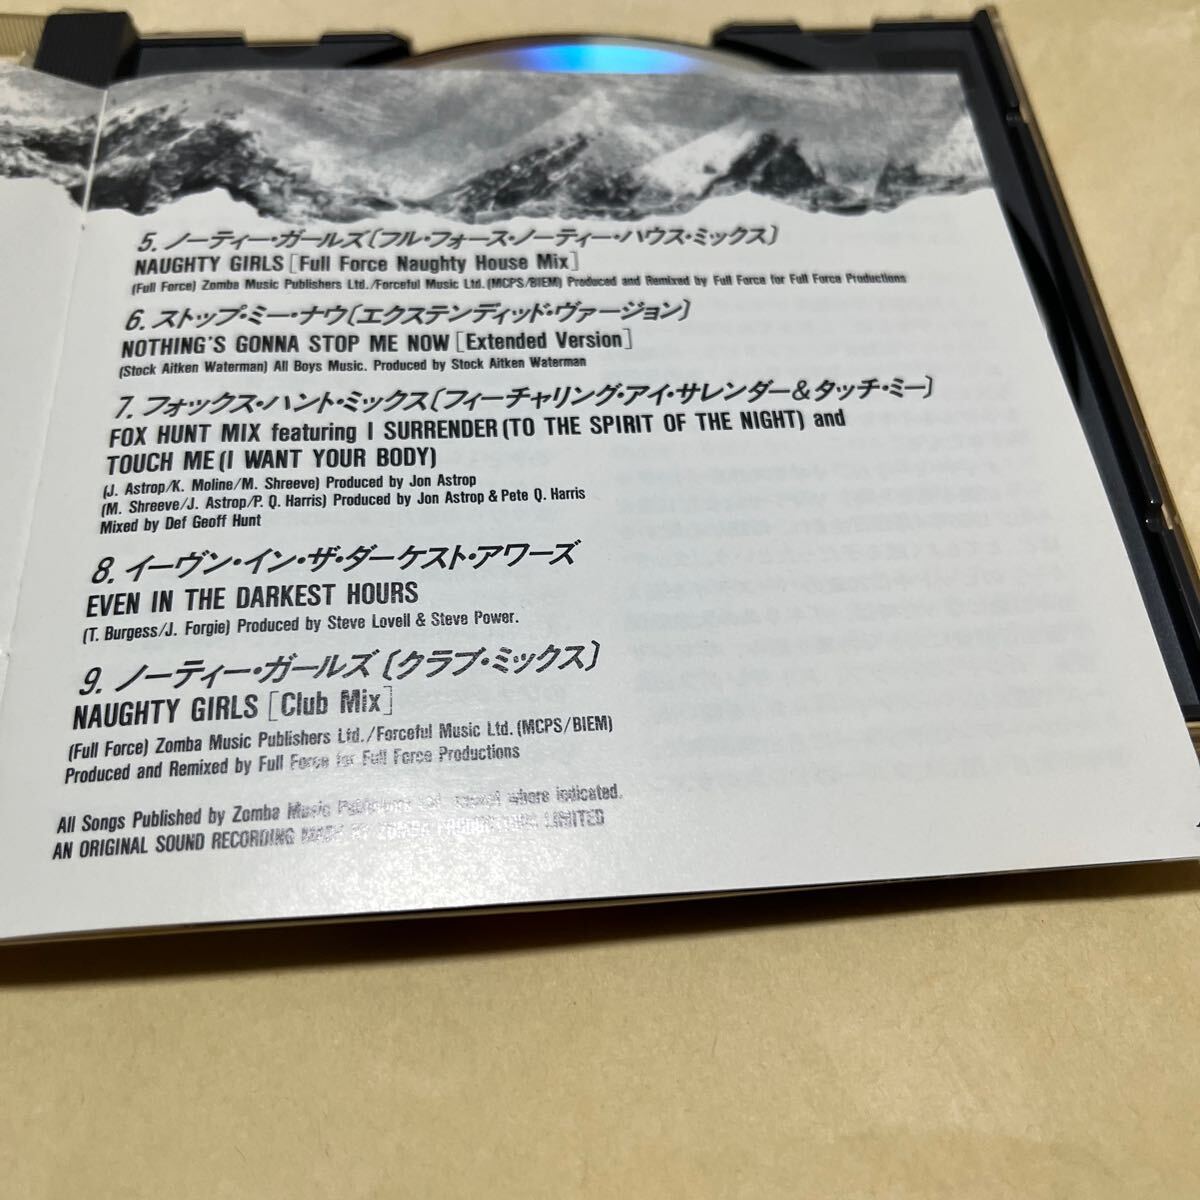 5. ノーティー・ガールズ〔フル・フォース・ノーティー・ハウス・ミックス〕
NAUGHTY GIRLS [Full Force Naughty House Mix]
(Full Force) Zomba Music Publishers Ltd./Forceful Music Ltd.(MCPS/BIEM) Produced and Remixed by Full Force for Full Force Productions
6. ストップ・ミー・ナウ〔エクステンディッド・ヴァージョン〕
NOTHING'S GONNA STOP ME NOW [Extended Version]
(Stock Aitken Waterman) All Boys Music. Produced by Stock Aitken Waterman
7. フォックス・ハント・ミックス〔フィーチャリング・アイ・サレンダー&タッチ・ミー〕
FOX HUNT MIX featuring I SURRENDER(TO THE SPIRIT OF THE NIGHT) and
TOUCH ME(I WANT YOUR BODY)
(J. Astrop/K. Moline/M. Shreeve) Produced by Jon Astrop
(M. Shreeve/J. Astrop/P. Q. Harris) Produced by Jon Astrop & Pete Q. Harris
Mixed by Def Geoff Hunt
8. イーヴン・イン・ザ・ダーケスト・アワーズ
EVEN IN THE DARKEST HOURS
(T. Burgess/J. Forgie) Produced by Steve Lovell & Steve Power.
9. ノーティー・ガールズ〔クラブ・ミックス〕
NAUGHTY GIRLS [Club Mix]
(Full Force) Zomba Music Publishers Ltd./Forceful Music Ltd.(MCPS/BIEM)
Produced and Remixed by Full Force for Full Force Productions
All Songs Published by Zomba Music Publishers Ltd. except where indicated.
AN ORIGINAL SOUND RECORDING MADE BY ZOMBA PRODUCTIONS LIMITED